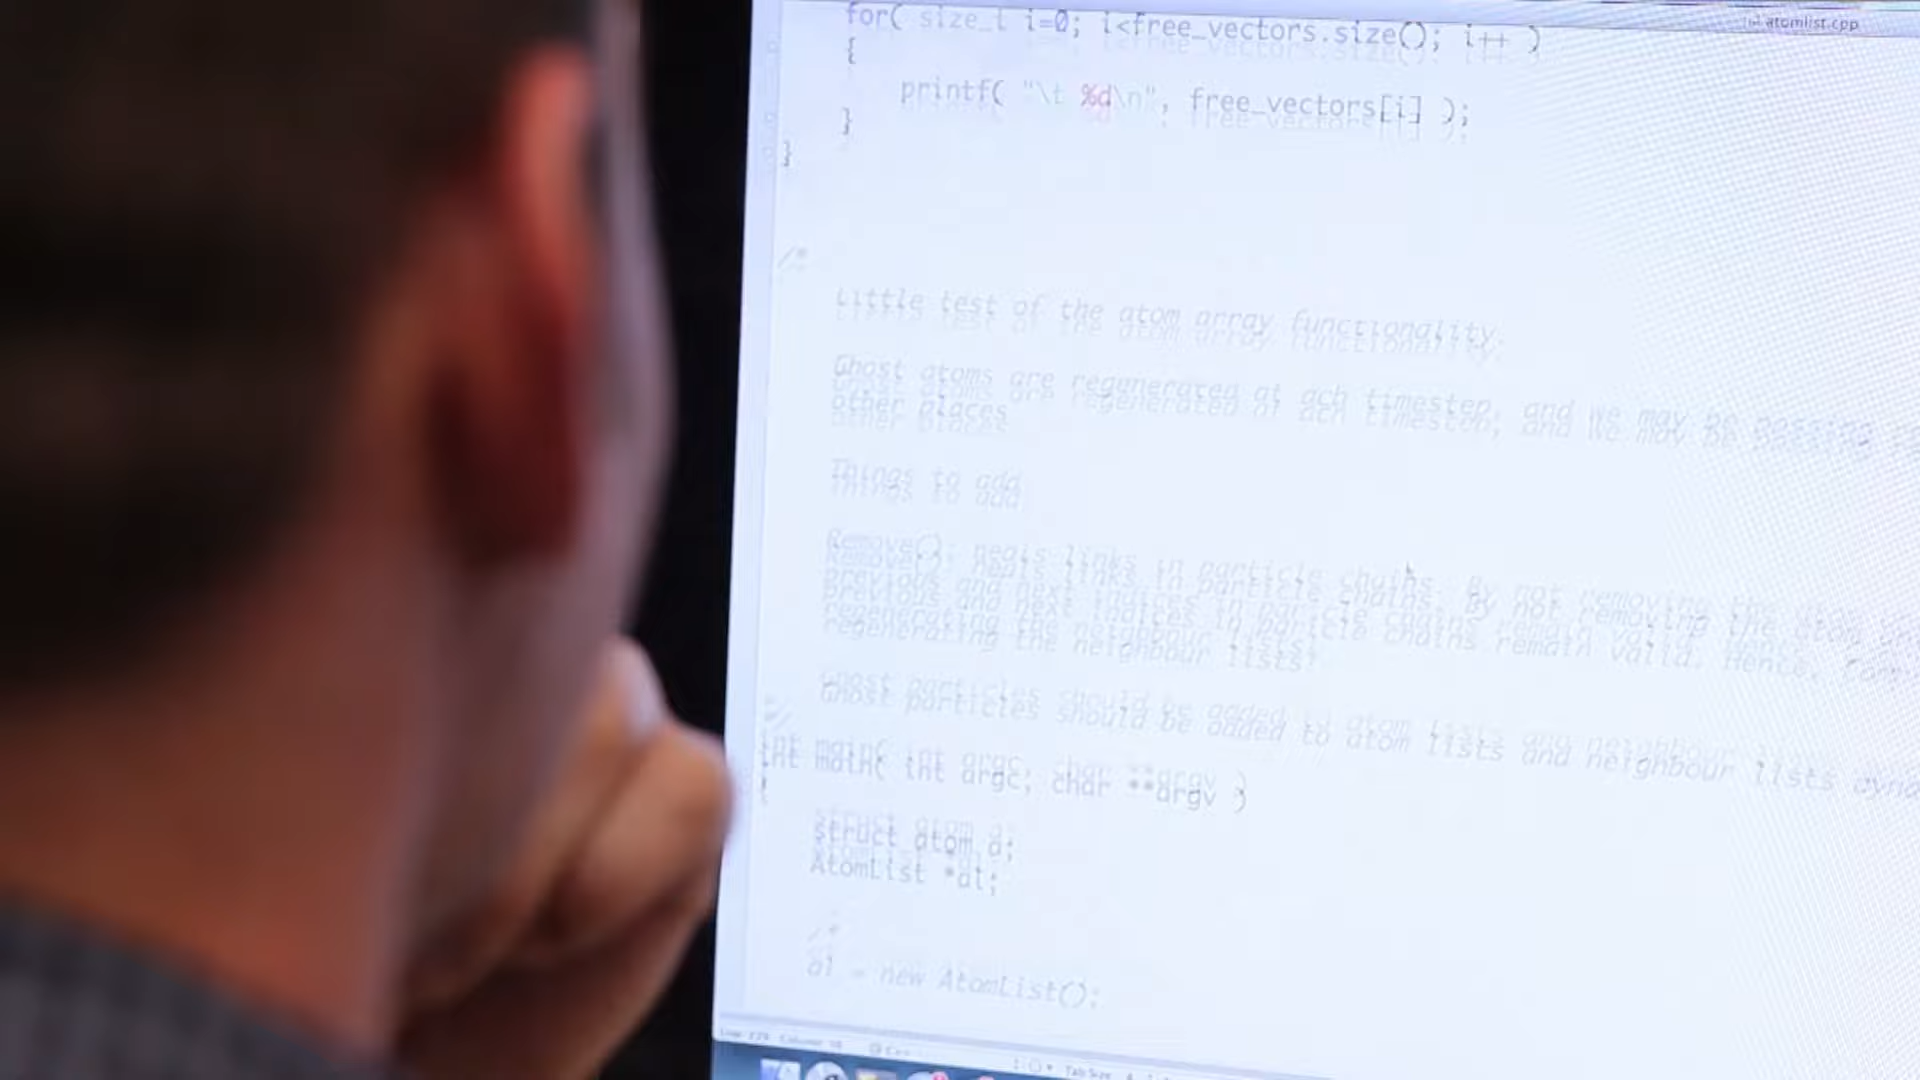 atomlist.cpp
for( size_t i=0; i<free_vectors.size(); i++ )
{
printf( "\t %d\n", free_vectors[i] );
}
}
/*
Little test of the atom array functionality.
Ghost atoms are regenerated at ach timestep, and we may be passing
other places
Things to add
Remove(): links in particle chains. By not removing the atom
previous and next indices in particle chains remain valid. Hence,
regenerating the neighbour lists!
Ghost particles should be added to atom lists and neighbour lists
*/
int main( int argc, char **argv )
{
struct atom a;
AtomList *al;
/*
al = new AtomList();